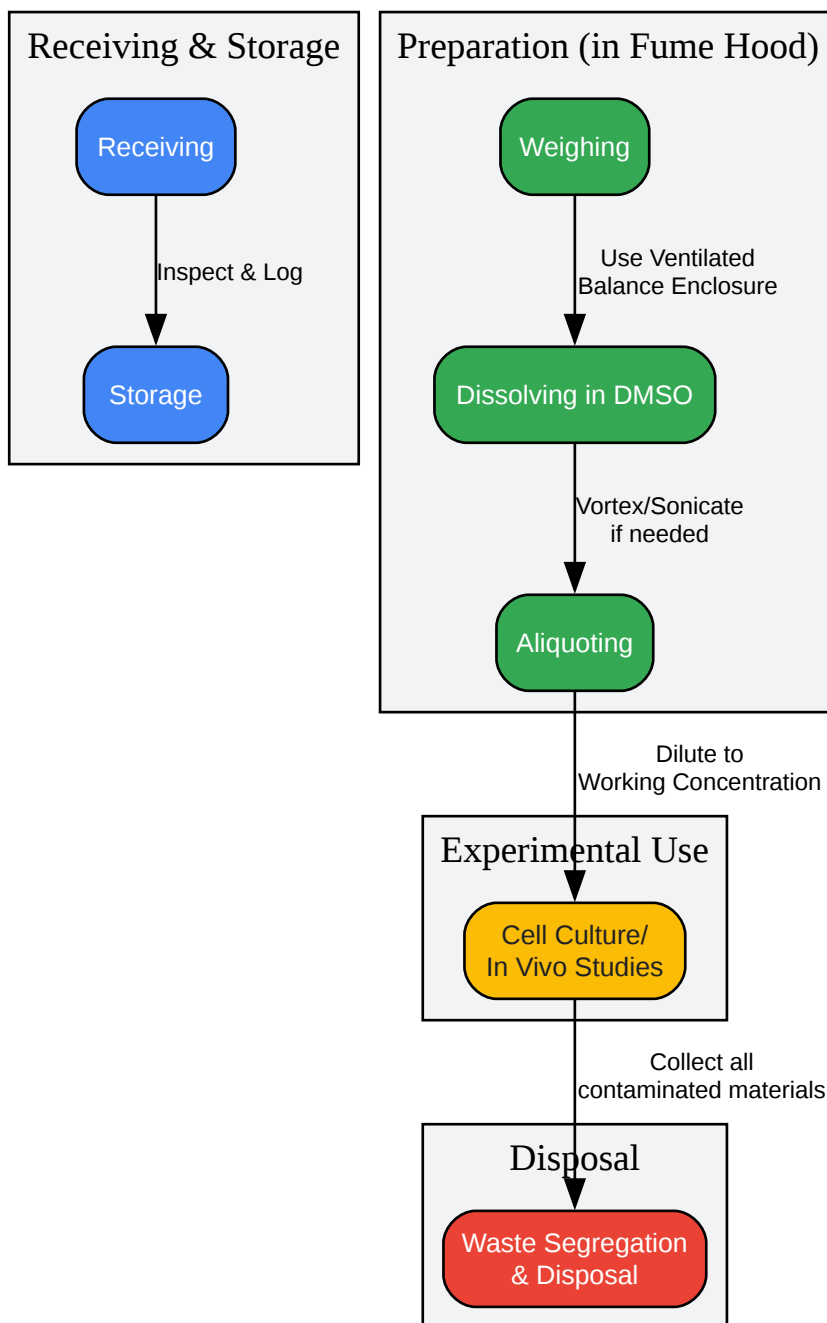 Receiving & Storage
Receiving
Inspect & Log
Storage
Preparation (in Fume Hood)
Weighing
Use Ventilated
Balance Enclosure
Dissolving in DMSO
Vortex/Sonicate
if needed
Aliquoting
Dilute to
Working Concentration
Experimental Use
Cell Culture/
In Vivo Studies
Collect all
contaminated materials
Disposal
Waste Segregation
& Disposal